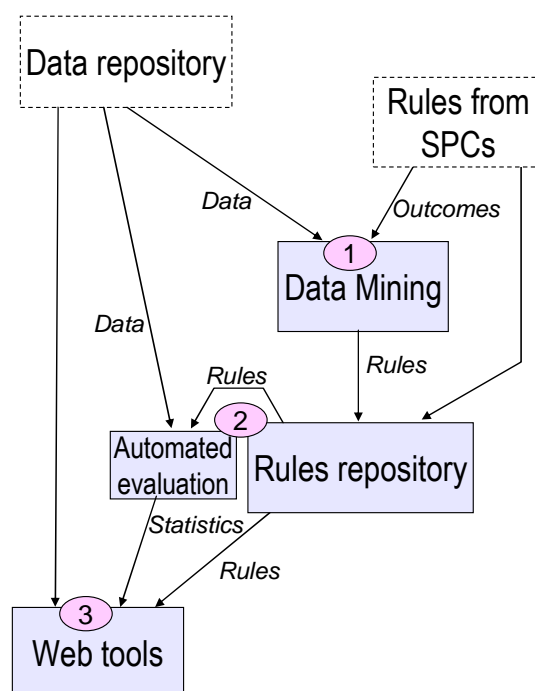 Data repository
Rules from
SPCs
Data
Outcomes
1
Data Mining
Data
Rules
Rules
2
Automated
evaluation
Rules repository
Statistics
Rules
3
Web tools